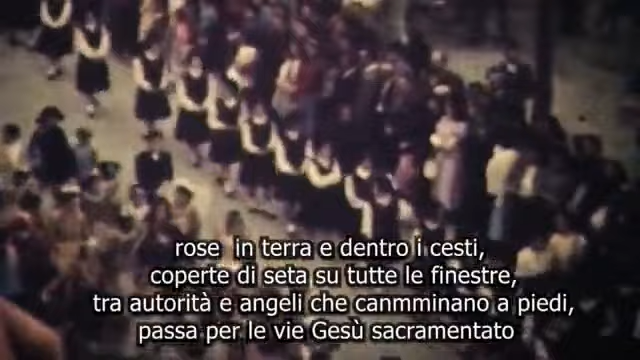 rose in terra e dentro i cesti,
coperte di seta su tutte le finestre,
tra autorità e angeli che canmminano a piedi,
passa per le vie Gesù sacramentato